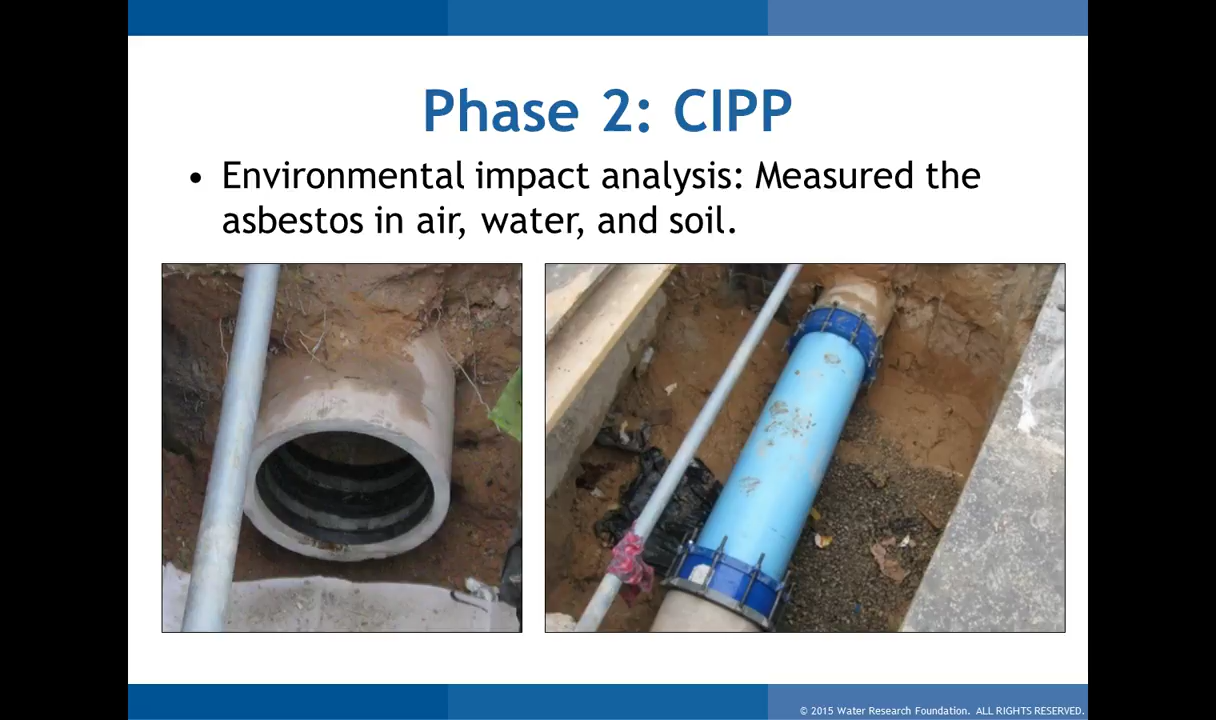 Phase 2: CIPP
• Environmental impact analysis: Measured the
asbestos in air, water, and soil.
© 2015 Water Research Foundation. ALL RIGHTS RESERVED.